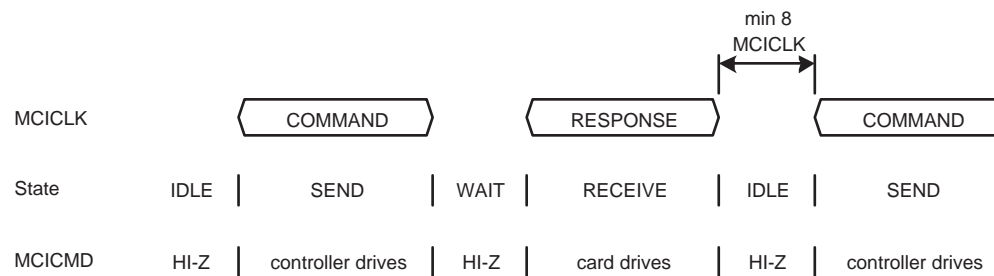 min 8
MCICLK
MCICLK COMMAND RESPONSE COMMAND
State IDLE SEND WAIT RECEIVE IDLE SEND
MCICMD HI-Z controller drives HI-Z card drives HI-Z controller drives